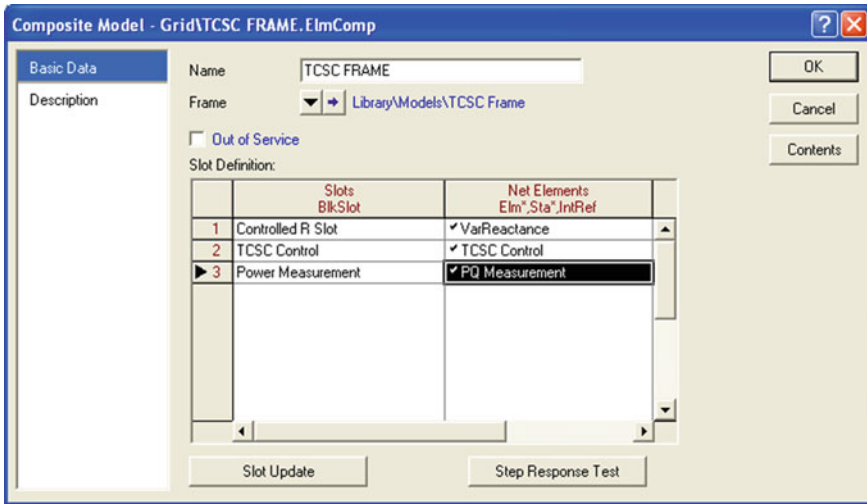 Composite Model - Grid\TCSC FRAME.ElmComp
Basic Data
Description
Name TCSC FRAME
Frame Library\Models\TCSC Frame
Out of Service
Slot Definition:
Slots Net Elements
BlkSlot Elm*,Sta*,IntRef
1 Controlled R Slot VarReactance
2 TCSC Control TCSC Control
3 Power Measurement PQ Measurement
Slot Update Step Response Test
OK
Cancel
Contents